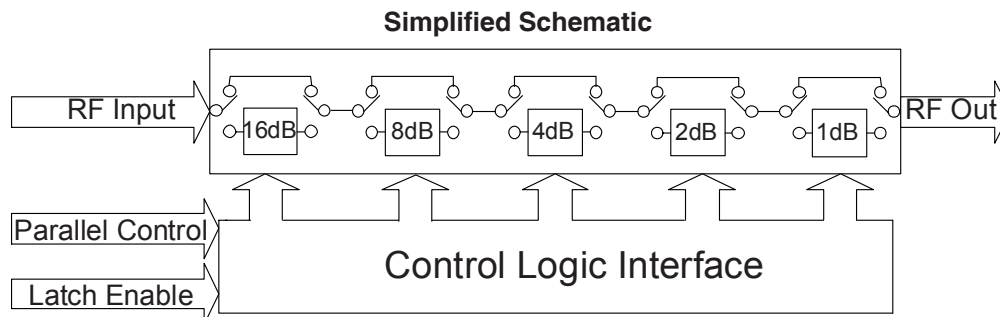 Simplified Schematic
RF Input
16dB
8dB
4dB
2dB
1dB
RF Out
Parallel Control
Control Logic Interface
Latch Enable